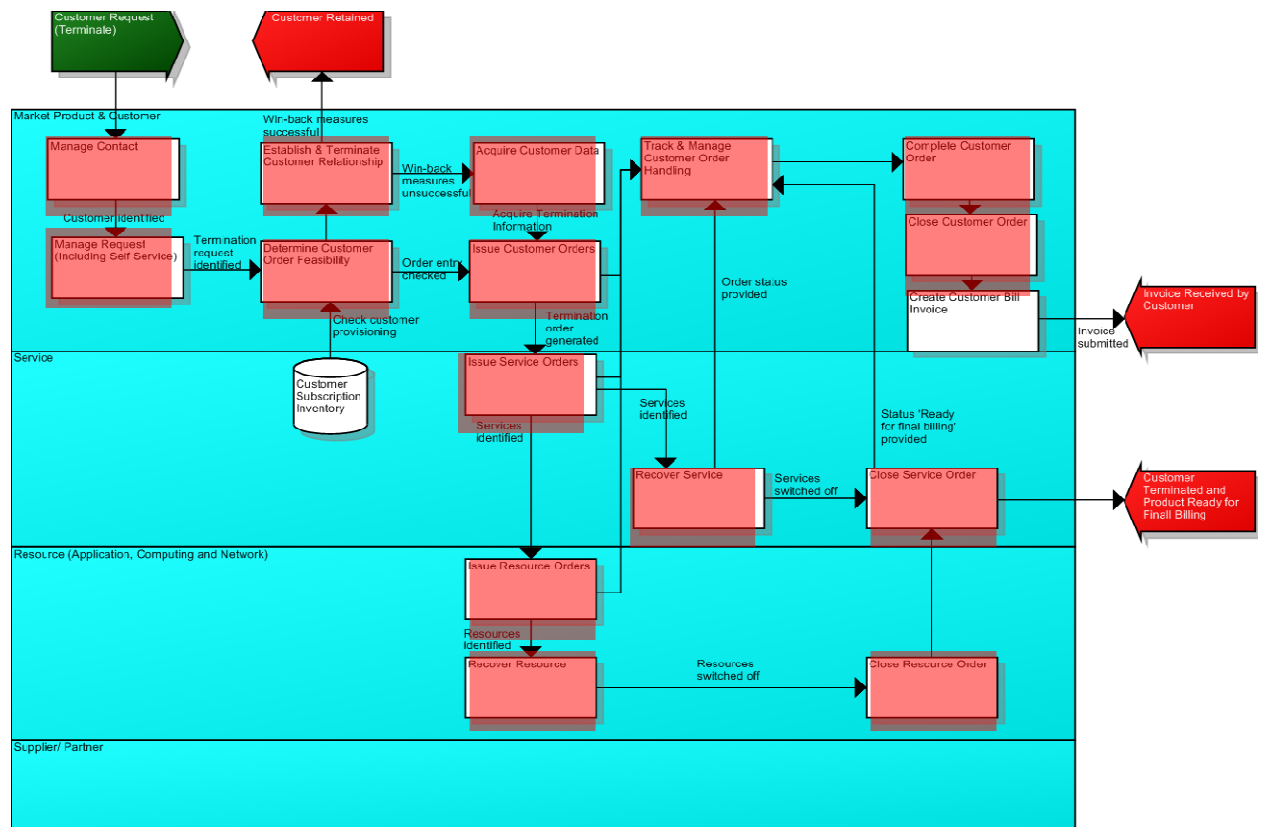 Customer Request
(Terminate)
Customer Retained
Market Product & Customer
Win-back measures
successful
Manage Contact
Establish & Terminate
Customer Relationship
Acquire Customer Data
Track & Manage
Customer Order
Handling
Complete Customer
Order
Win-back
measures
unsuccessful
Customer identified
Acquire Termination
Information
Close Customer Order
Manage Request
(Including Self Service)
Termination
request
identified
Determine Customer
Order Feasibility
Order entry
checked
Issue Customer Orders
Order status
provided
Create Customer Bill
Invoice
Invoice Received by
Customer
Check customer
provisioning
Termination
order
generated
Invoice
submitted
Service
Issue Service Orders
Customer
Subscription
Inventory
Services
identified
Services
identified
Status 'Ready
for final billing'
provided
Recover Service
Services
switched off
Close Service Order
Customer
Terminated and
Product Ready for
Finall Billing
Resource (Application, Computing and Network)
Issue Resource Orders
Resources
identified
Recover Resource
Resources
switched off
Close Resource Order
Supplier/ Partner